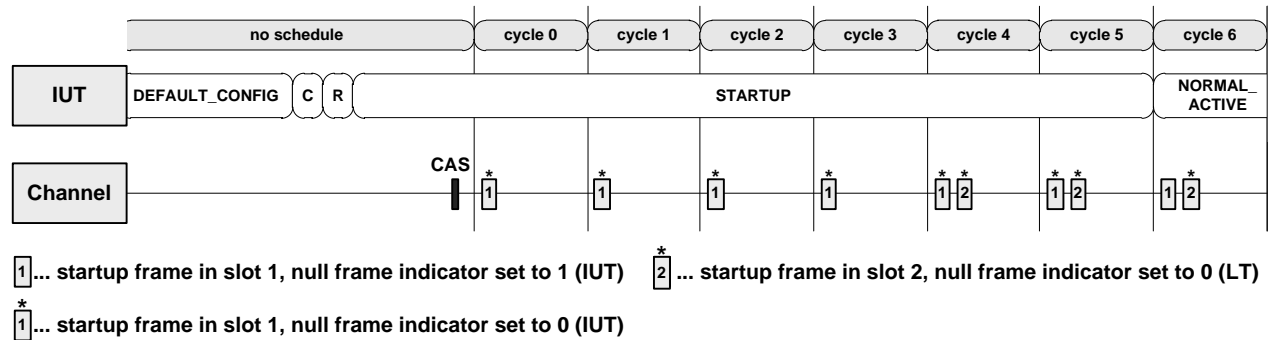 no schedule cycle 0 cycle 1 cycle 2 cycle 3 cycle 4 cycle 5 cycle 6
IUT DEFAULT_CONFIG C R STARTUP NORMAL_
ACTIVE
CAS
* * * * * * * * *
Channel 1 1 1 1 1 2 1 2 1 2
1 ... startup frame in slot 1, null frame indicator set to 1 (IUT)
*
2 ... startup frame in slot 2, null frame indicator set to 0 (LT)
*
1 ... startup frame in slot 1, null frame indicator set to 0 (IUT)